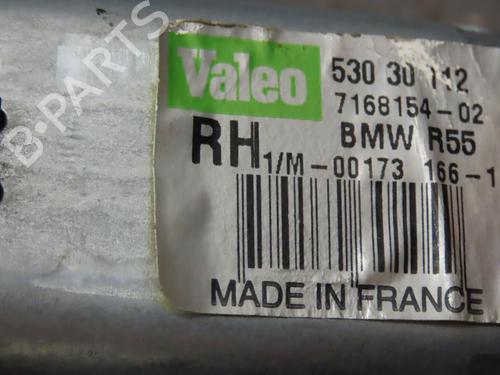 Valeo
530 30 112
7168154-02
RH
BMW R55
1/M-00173 166-1
MADE IN FRANCE
B-PARTS